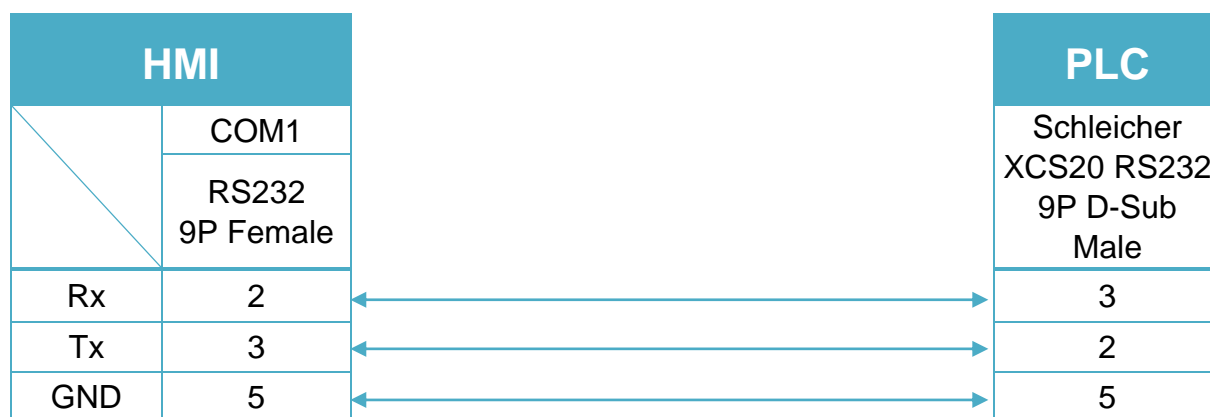 HMI PLC
COM1
RS232
9P Female
Schleicher
XCS20 RS232
9P D-Sub
Male
Rx 2 3
Tx 3 2
GND 5 5